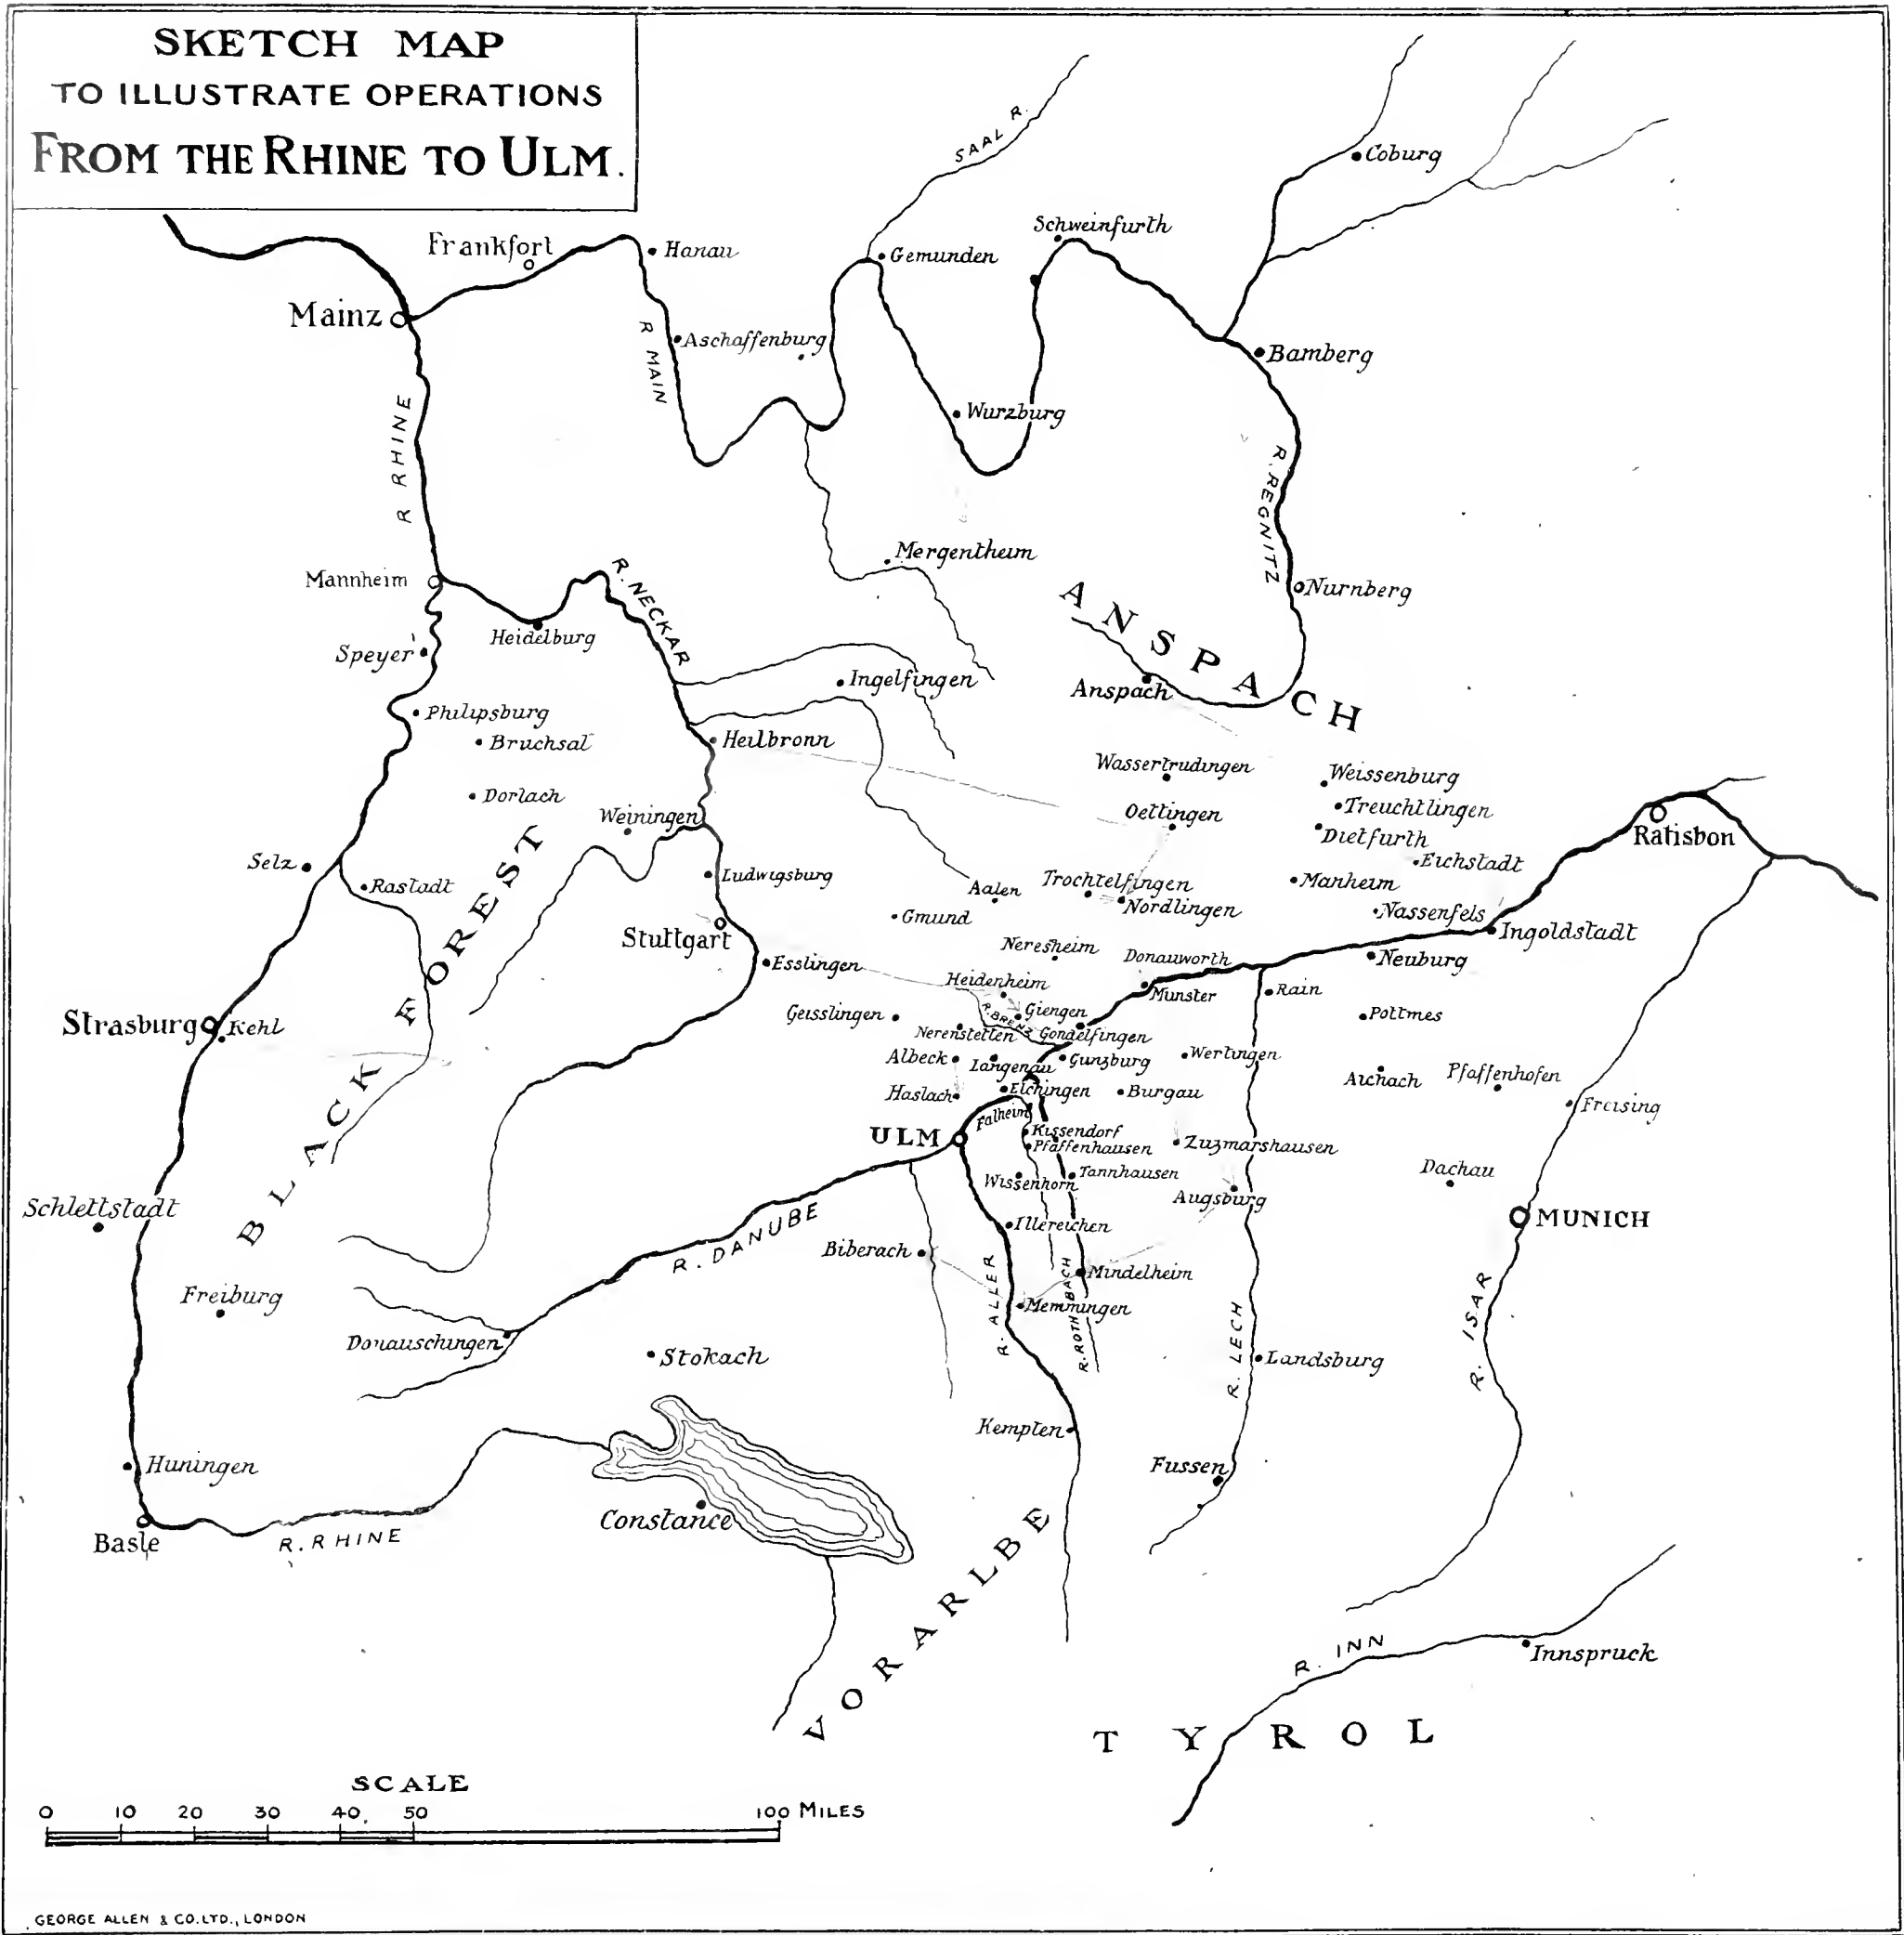 SKETCH MAP
TO ILLUSTRATE OPERATIONS
FROM THE RHINE TO ULM.
SAAL R.
Coburg
Schweinfurth
Frankfort
Hanau
Gemunden
Mainz
R MAIN
Aschaffenburg
Bamberg
R RHINE
Wurzburg
R. REGNITZ
Mergentheim
Mannheim
R. NECKAR
ANSPACH
Nurnberg
Heidelburg
Speyer
Ingelfingen
Anspach
Philipsburg
Bruchsal
Heilbronn
Wassertrudingen
Weissenburg
Dorlach
Treuchtlingen
Weiningen
Oettingen
Dietfurth
Ratisbon
Selz
Rastadt
Ludwigsburg
Eichstadt
Aalen
Trochtelfingen
Manheim
Nordlingen
Nassenfels
Gmund
Stuttgart
Ingoldstadt
Neresheim
Donauworth
Neuburg
Esslingen
Heidenheim
Munster
Rain
BLACK FOREST
Strasburg
Kehl
Geisslingen
Giengen
R. BRENZ
Pottmes
Nerenstetten
Gondelfingen
Albeck
Langenau
Gunzburg
Wertingen
Aichach
Pfaffenhofen
Haslach
Elchingen
Burgau
Freising
Falheim
ULM
Kissendorf
Pfaffenhausen
Zuzmarshausen
Wissenhorn
Tannhausen
Dachau
Augsburg
Schlettstadt
MUNICH
Illereichen
R. DANUBE
Biberach
R. ALLER
R. ROTH BACH
Mindelheim
Freiburg
Memmingen
R. ISAR
Donauschingen
Stokach
R. LECH
Landsburg
Kempten
Huningen
Fussen
Constance
Basle
R. RHINE
VORARLBE
R. INN
Innspruck
TYROL
SCALE
0 10 20 30 40 50 100 MILES
GEORGE ALLEN & CO. LTD., LONDON